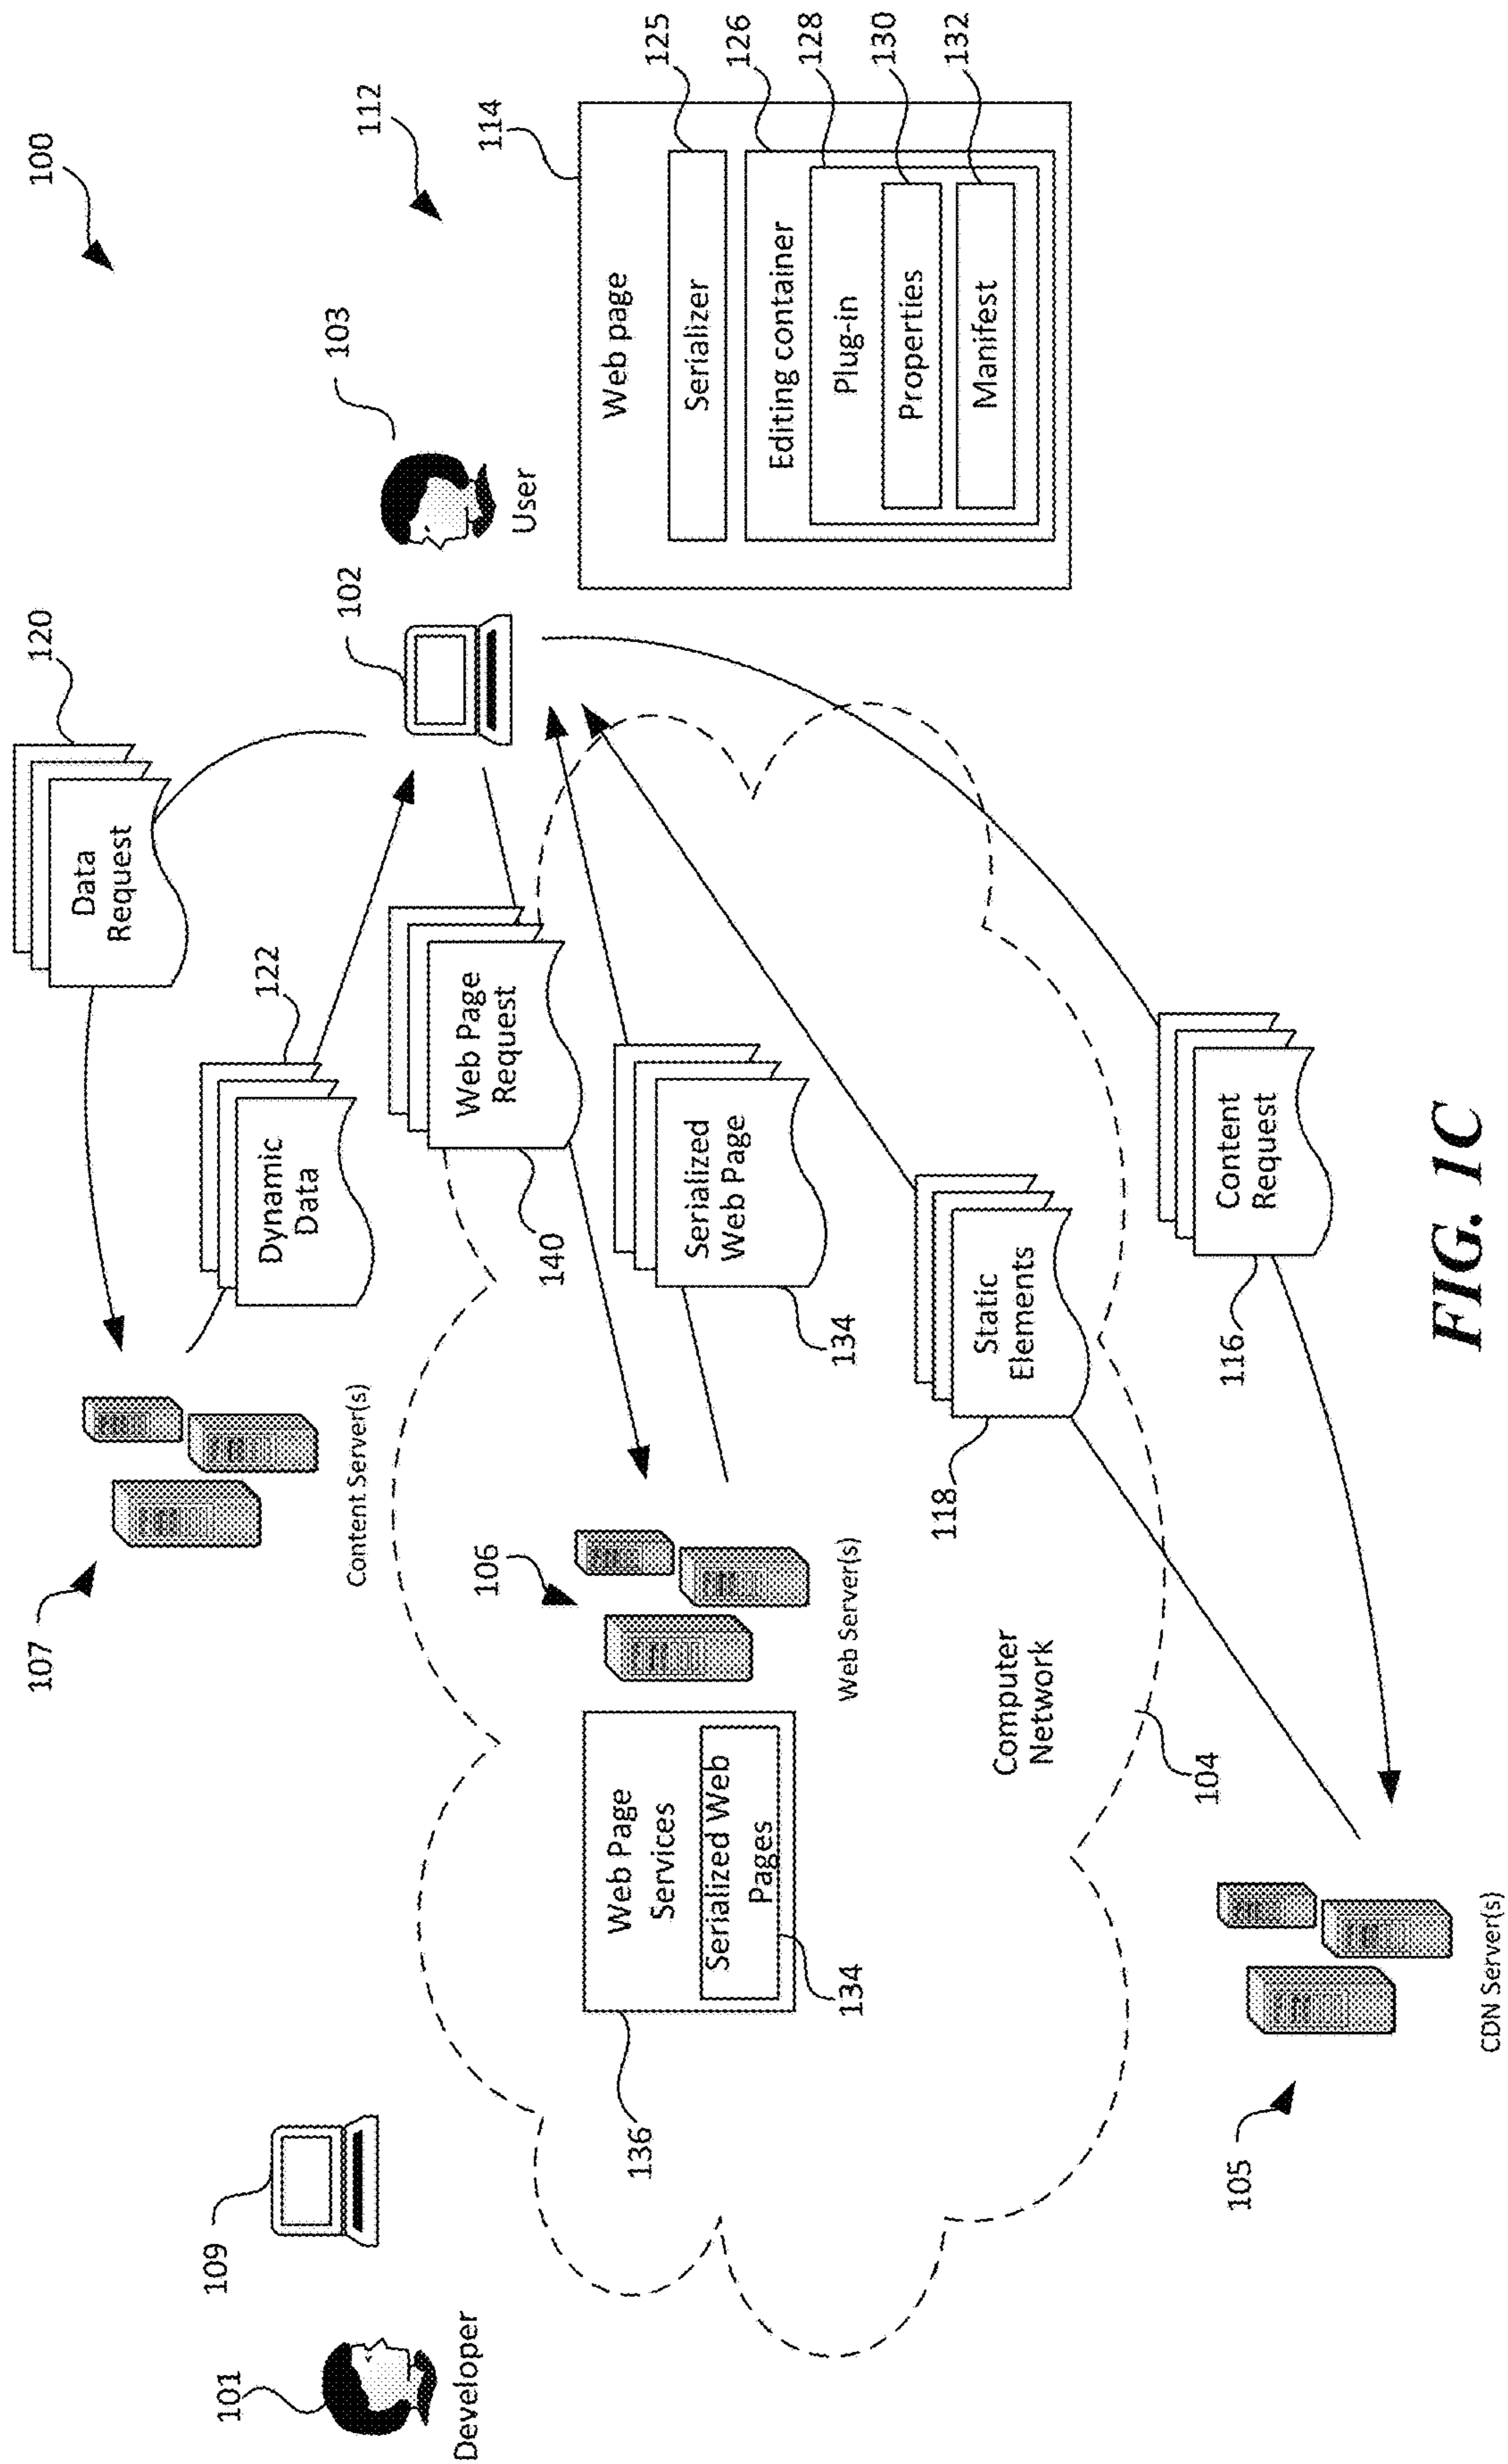 100
112
120
Data
Request
103
102
User
114
Web page
125
Serializer
126
Editing container
128
Plug-in
130
Properties
132
Manifest
107
Content Server(s)
122
Dynamic
Data
140
Web Page
Request
106
Web Server(s)
134
Serialized
Web Page
118
Static
Elements
116
Content
Request
101
Developer
109
136
Web Page
Services
Serialized Web
Pages
134
Computer
Network
104
105
CDN Server(s)
FIG. 1C